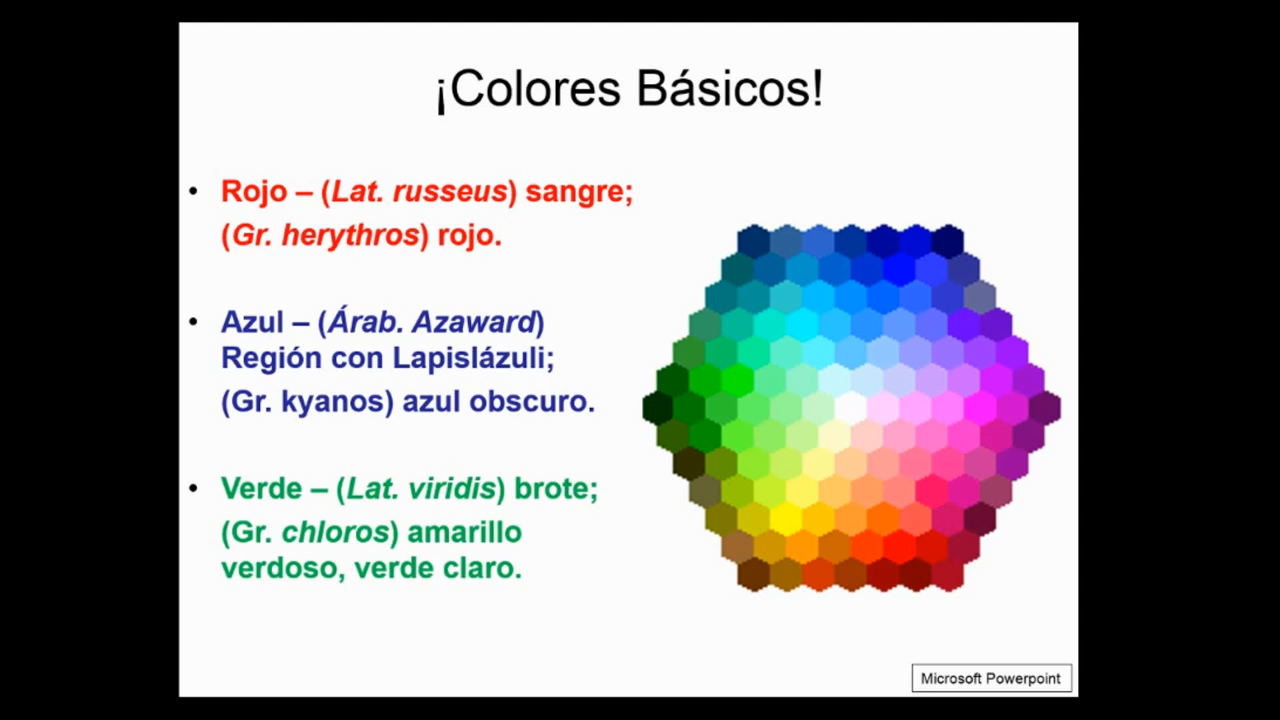 ¡Colores Básicos!
• Rojo – (Lat. russeus) sangre;
(Gr. herythros) rojo.
• Azul – (Árab. Azaward)
Región con Lapislázuli;
(Gr. kyanos) azul obscuro.
• Verde – (Lat. viridis) brote;
(Gr. chloros) amarillo
verdoso, verde claro.
Microsoft Powerpoint